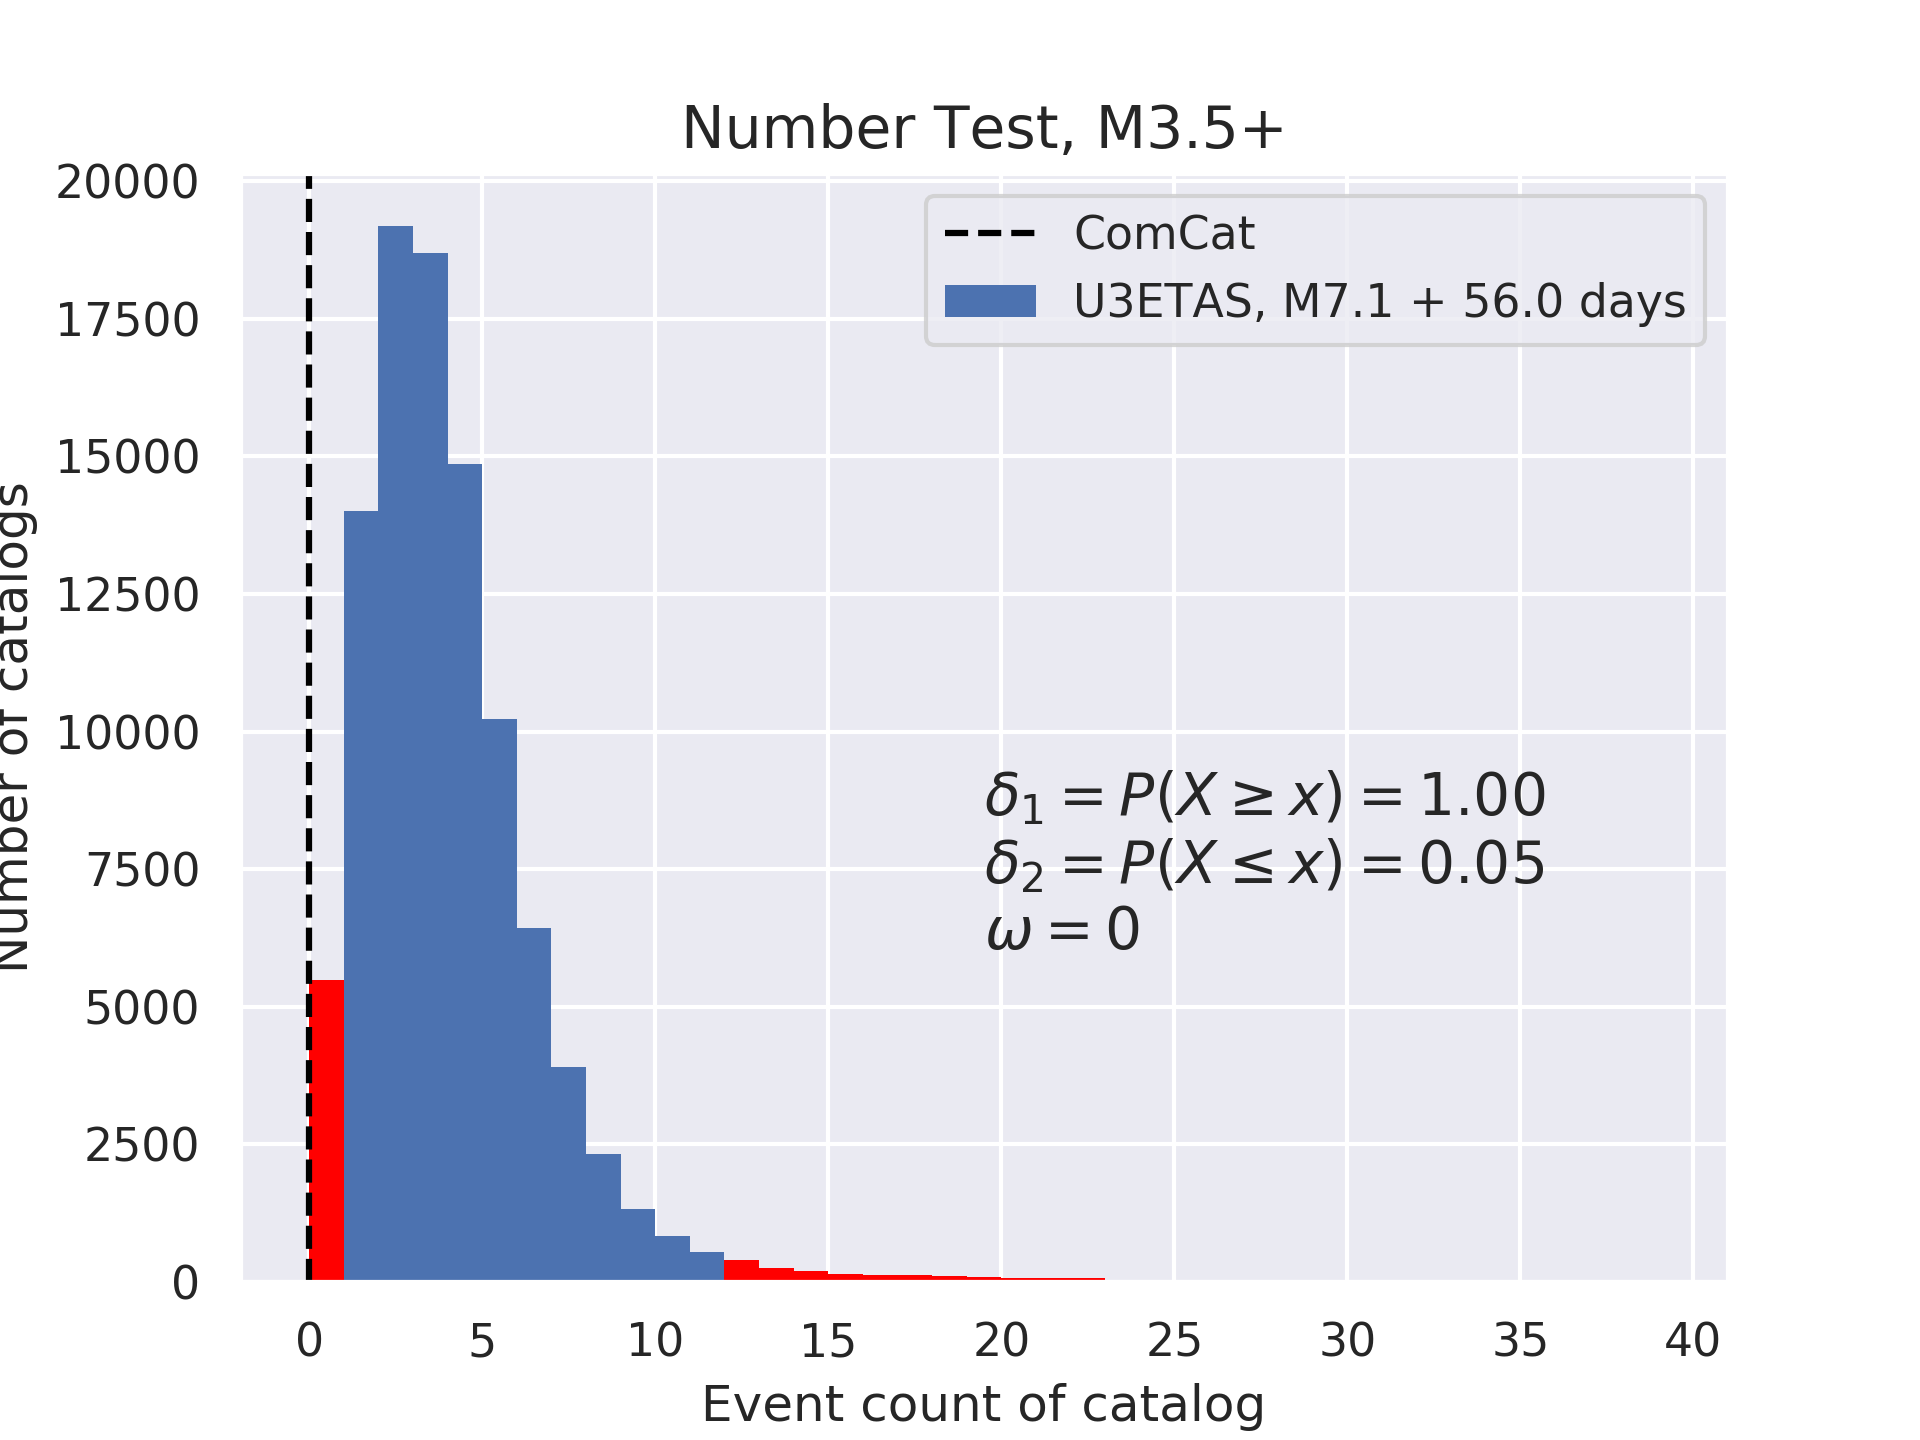 Number Test, M3.5+
20000
17500
15000
12500
10000
7500
5000
2500
0
Number of catalogs
ComCat
U3ETAS, M7.1 + 56.0 days
δ₁ = P(X ≥ x) = 1.00
δ₂ = P(X ≤ x) = 0.05
ω = 0
0 5 10 15 20 25 30 35 40
Event count of catalog